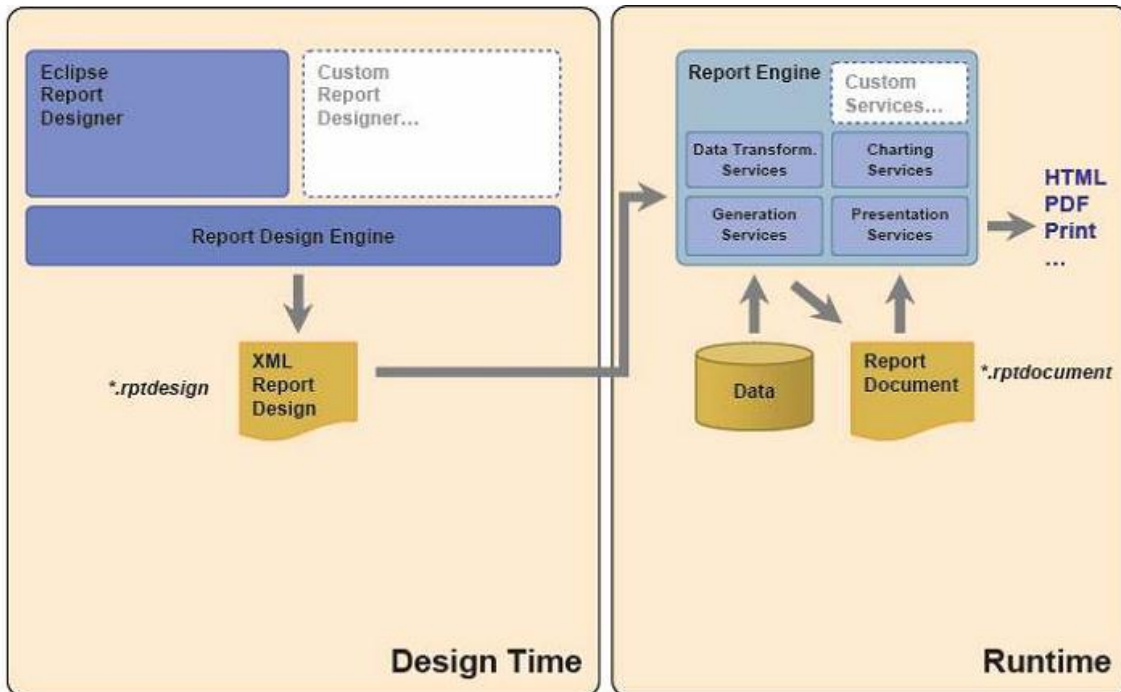 Eclipse
Report
Designer
Custom
Report
Designer...
Report Design Engine
*.rptdesign
XML
Report
Design
Design Time
Report Engine
Custom
Services...
Data Transform.
Services
Charting
Services
Generation
Services
Presentation
Services
HTML
PDF
Print
...
Data
Report
Document
*.rptdocument
Runtime